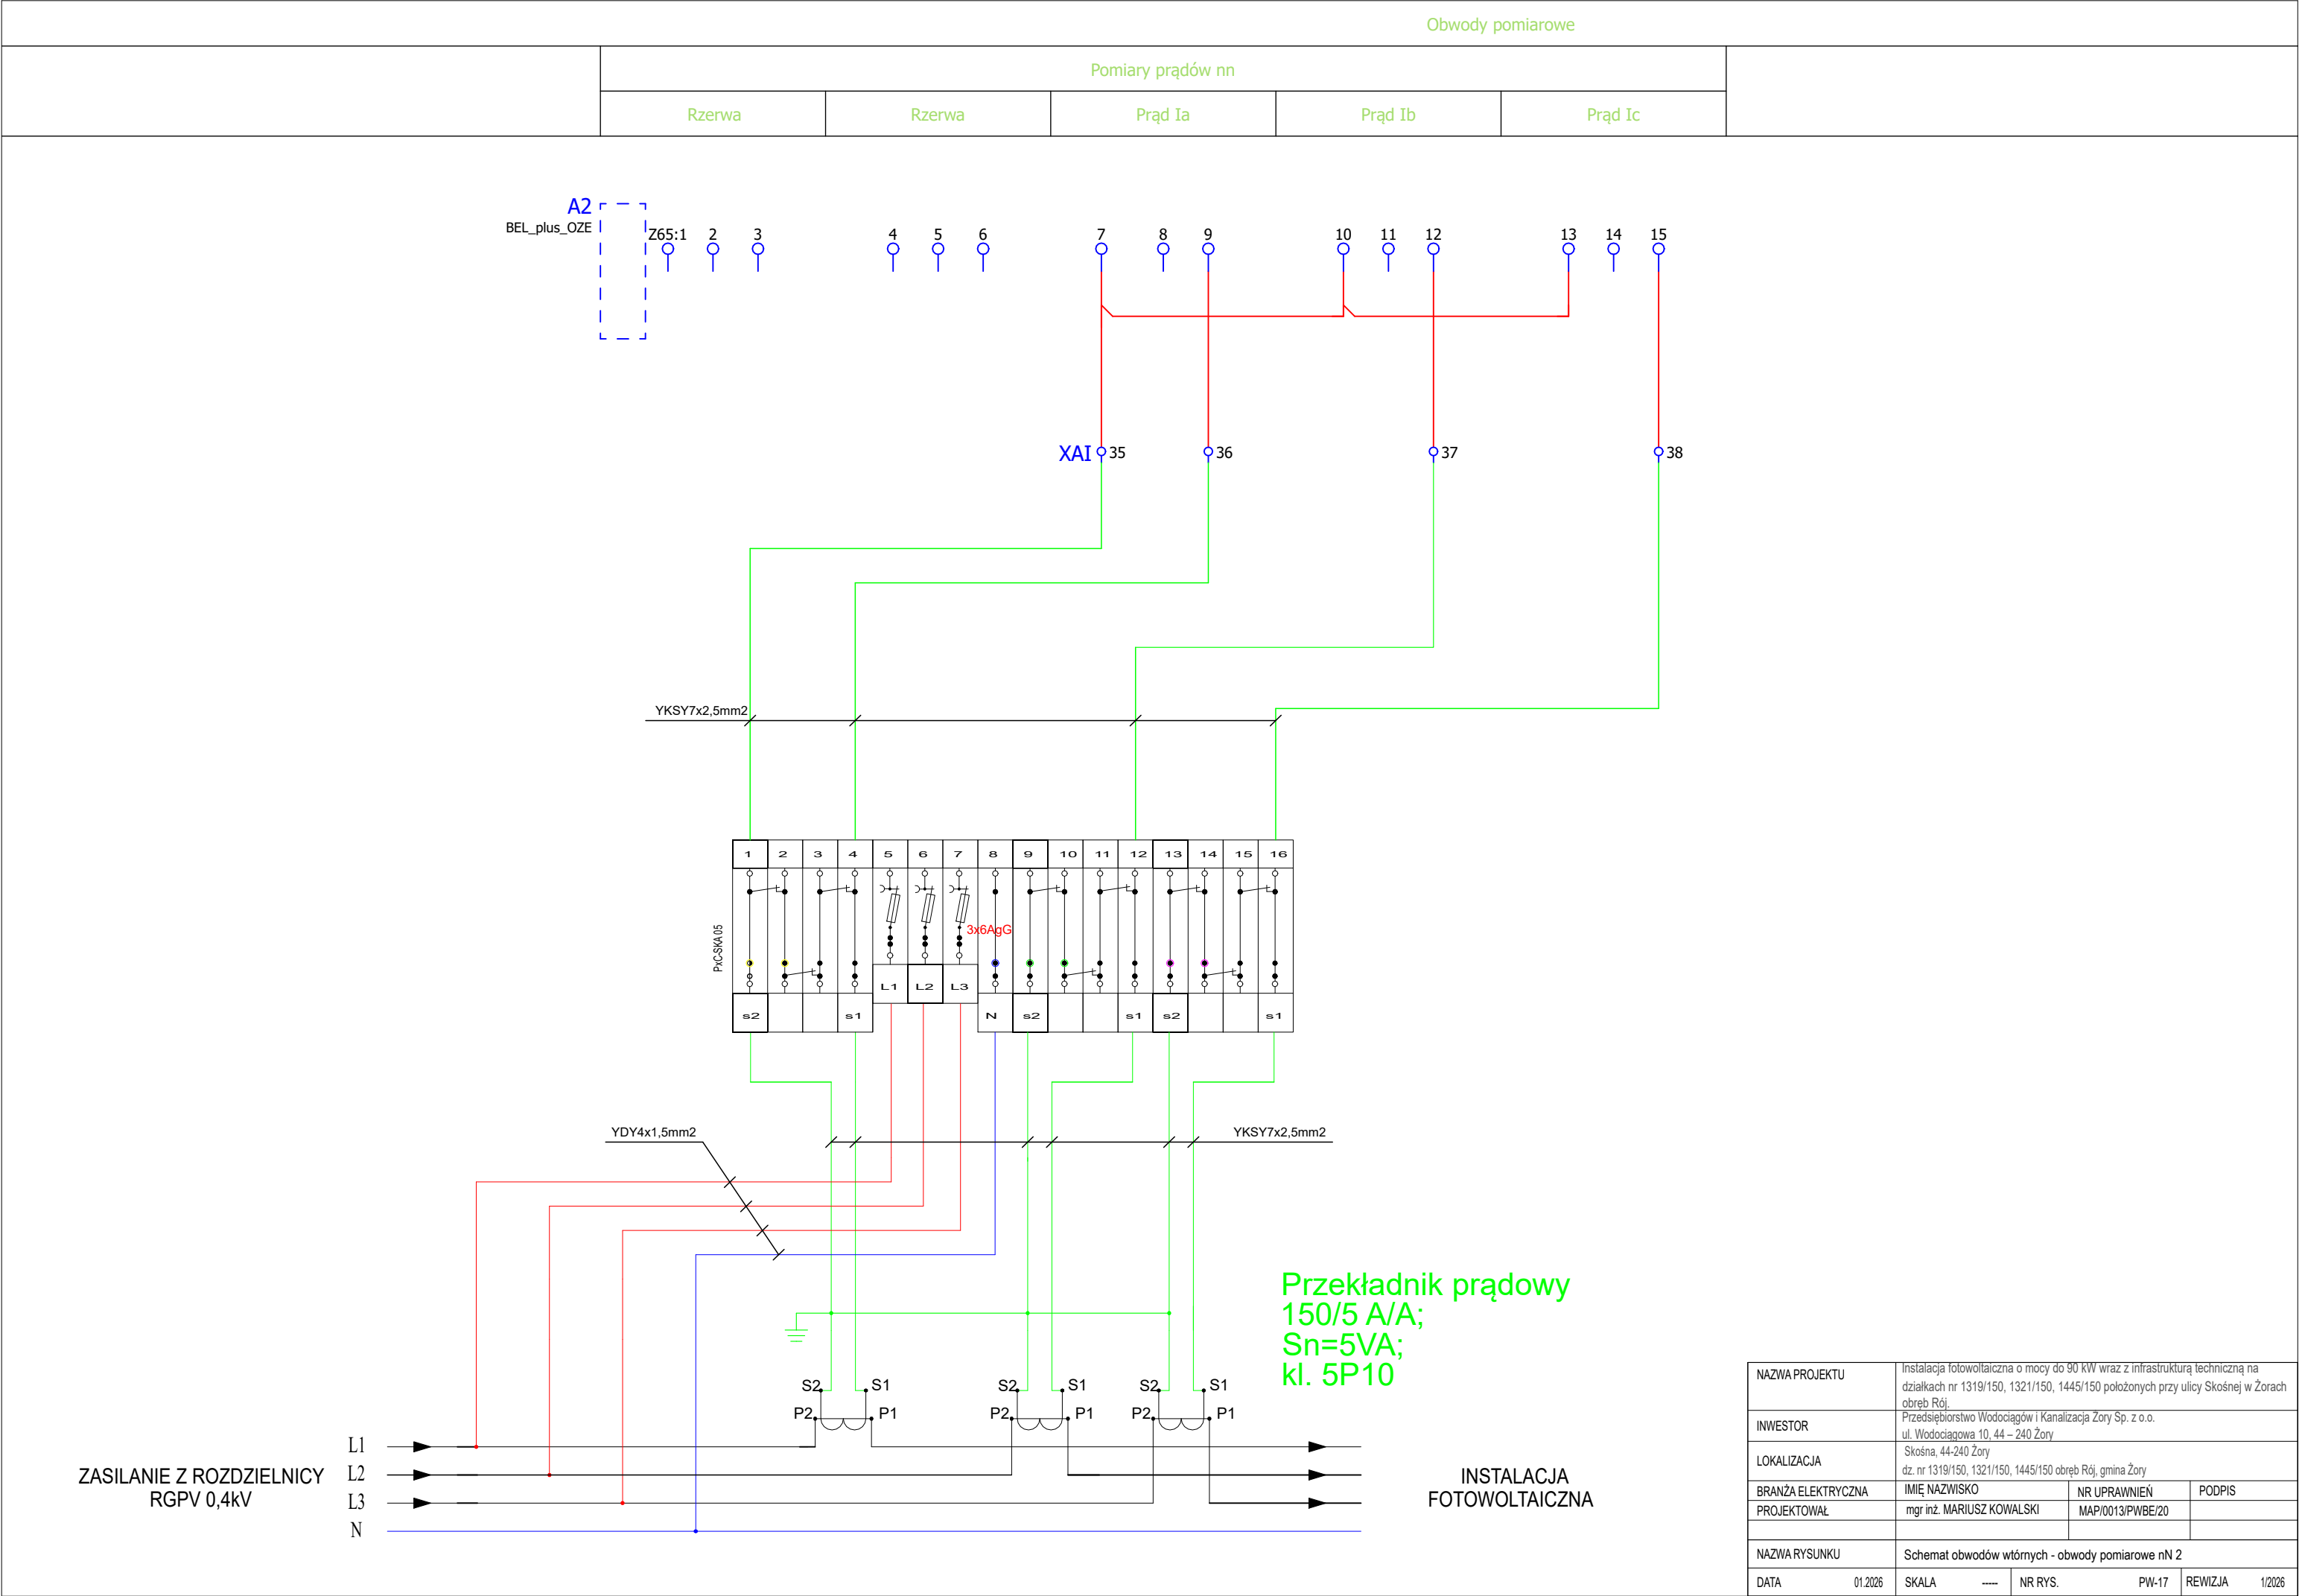 Obwody pomiarowe
Pomiary prądów nn
Rzerwa Rzerwa Prąd Ia Prąd Ib Prąd Ic
A2
BEL_plus_OZE
Z65:1 2 3 4 5 6 7 8 9 10 11 12 13 14 15
XAI 35 36 37 38
YKSY7x2,5mm2
1 2 3 4 5 6 7 8 9 10 11 12 13 14 15 16
PxC-SKA 05
3x6AgG
L1 L2 L3
s2 s1 N s2 s1 s2 s1
YDY4x1,5mm2 YKSY7x2,5mm2
Przekładnik prądowy
150/5 A/A;
Sn=5VA;
kl. 5P10
S2 S1 S2 S1 S2 S1
P2 P1 P2 P1 P2 P1
L1
L2
L3
N
ZASILANIE Z ROZDZIELNICY
RGPV 0,4kV
INSTALACJA
FOTOWOLTAICZNA
NAZWA PROJEKTU
Instalacja fotowoltaiczna o mocy do 90 kW wraz z infrastrukturą techniczną na
działkach nr 1319/150, 1321/150, 1445/150 położonych przy ulicy Skośnej w Żorach
obręb Rój.
INWESTOR
Przedsiębiorstwo Wodociągów i Kanalizacja Żory Sp. z o.o.
ul. Wodociągowa 10, 44 – 240 Żory
LOKALIZACJA
Skośna, 44-240 Żory
dz. nr 1319/150, 1321/150, 1445/150 obręb Rój, gmina Żory
BRANŻA ELEKTRYCZNA IMIĘ NAZWISKO NR UPRAWNIEŃ PODPIS
PROJEKTOWAŁ mgr inż. MARIUSZ KOWALSKI MAP/0013/PWBE/20
NAZWA RYSUNKU Schemat obwodów wtórnych - obwody pomiarowe nN 2
DATA 01.2026 SKALA ----- NR RYS. PW-17 REWIZJA 1/2026